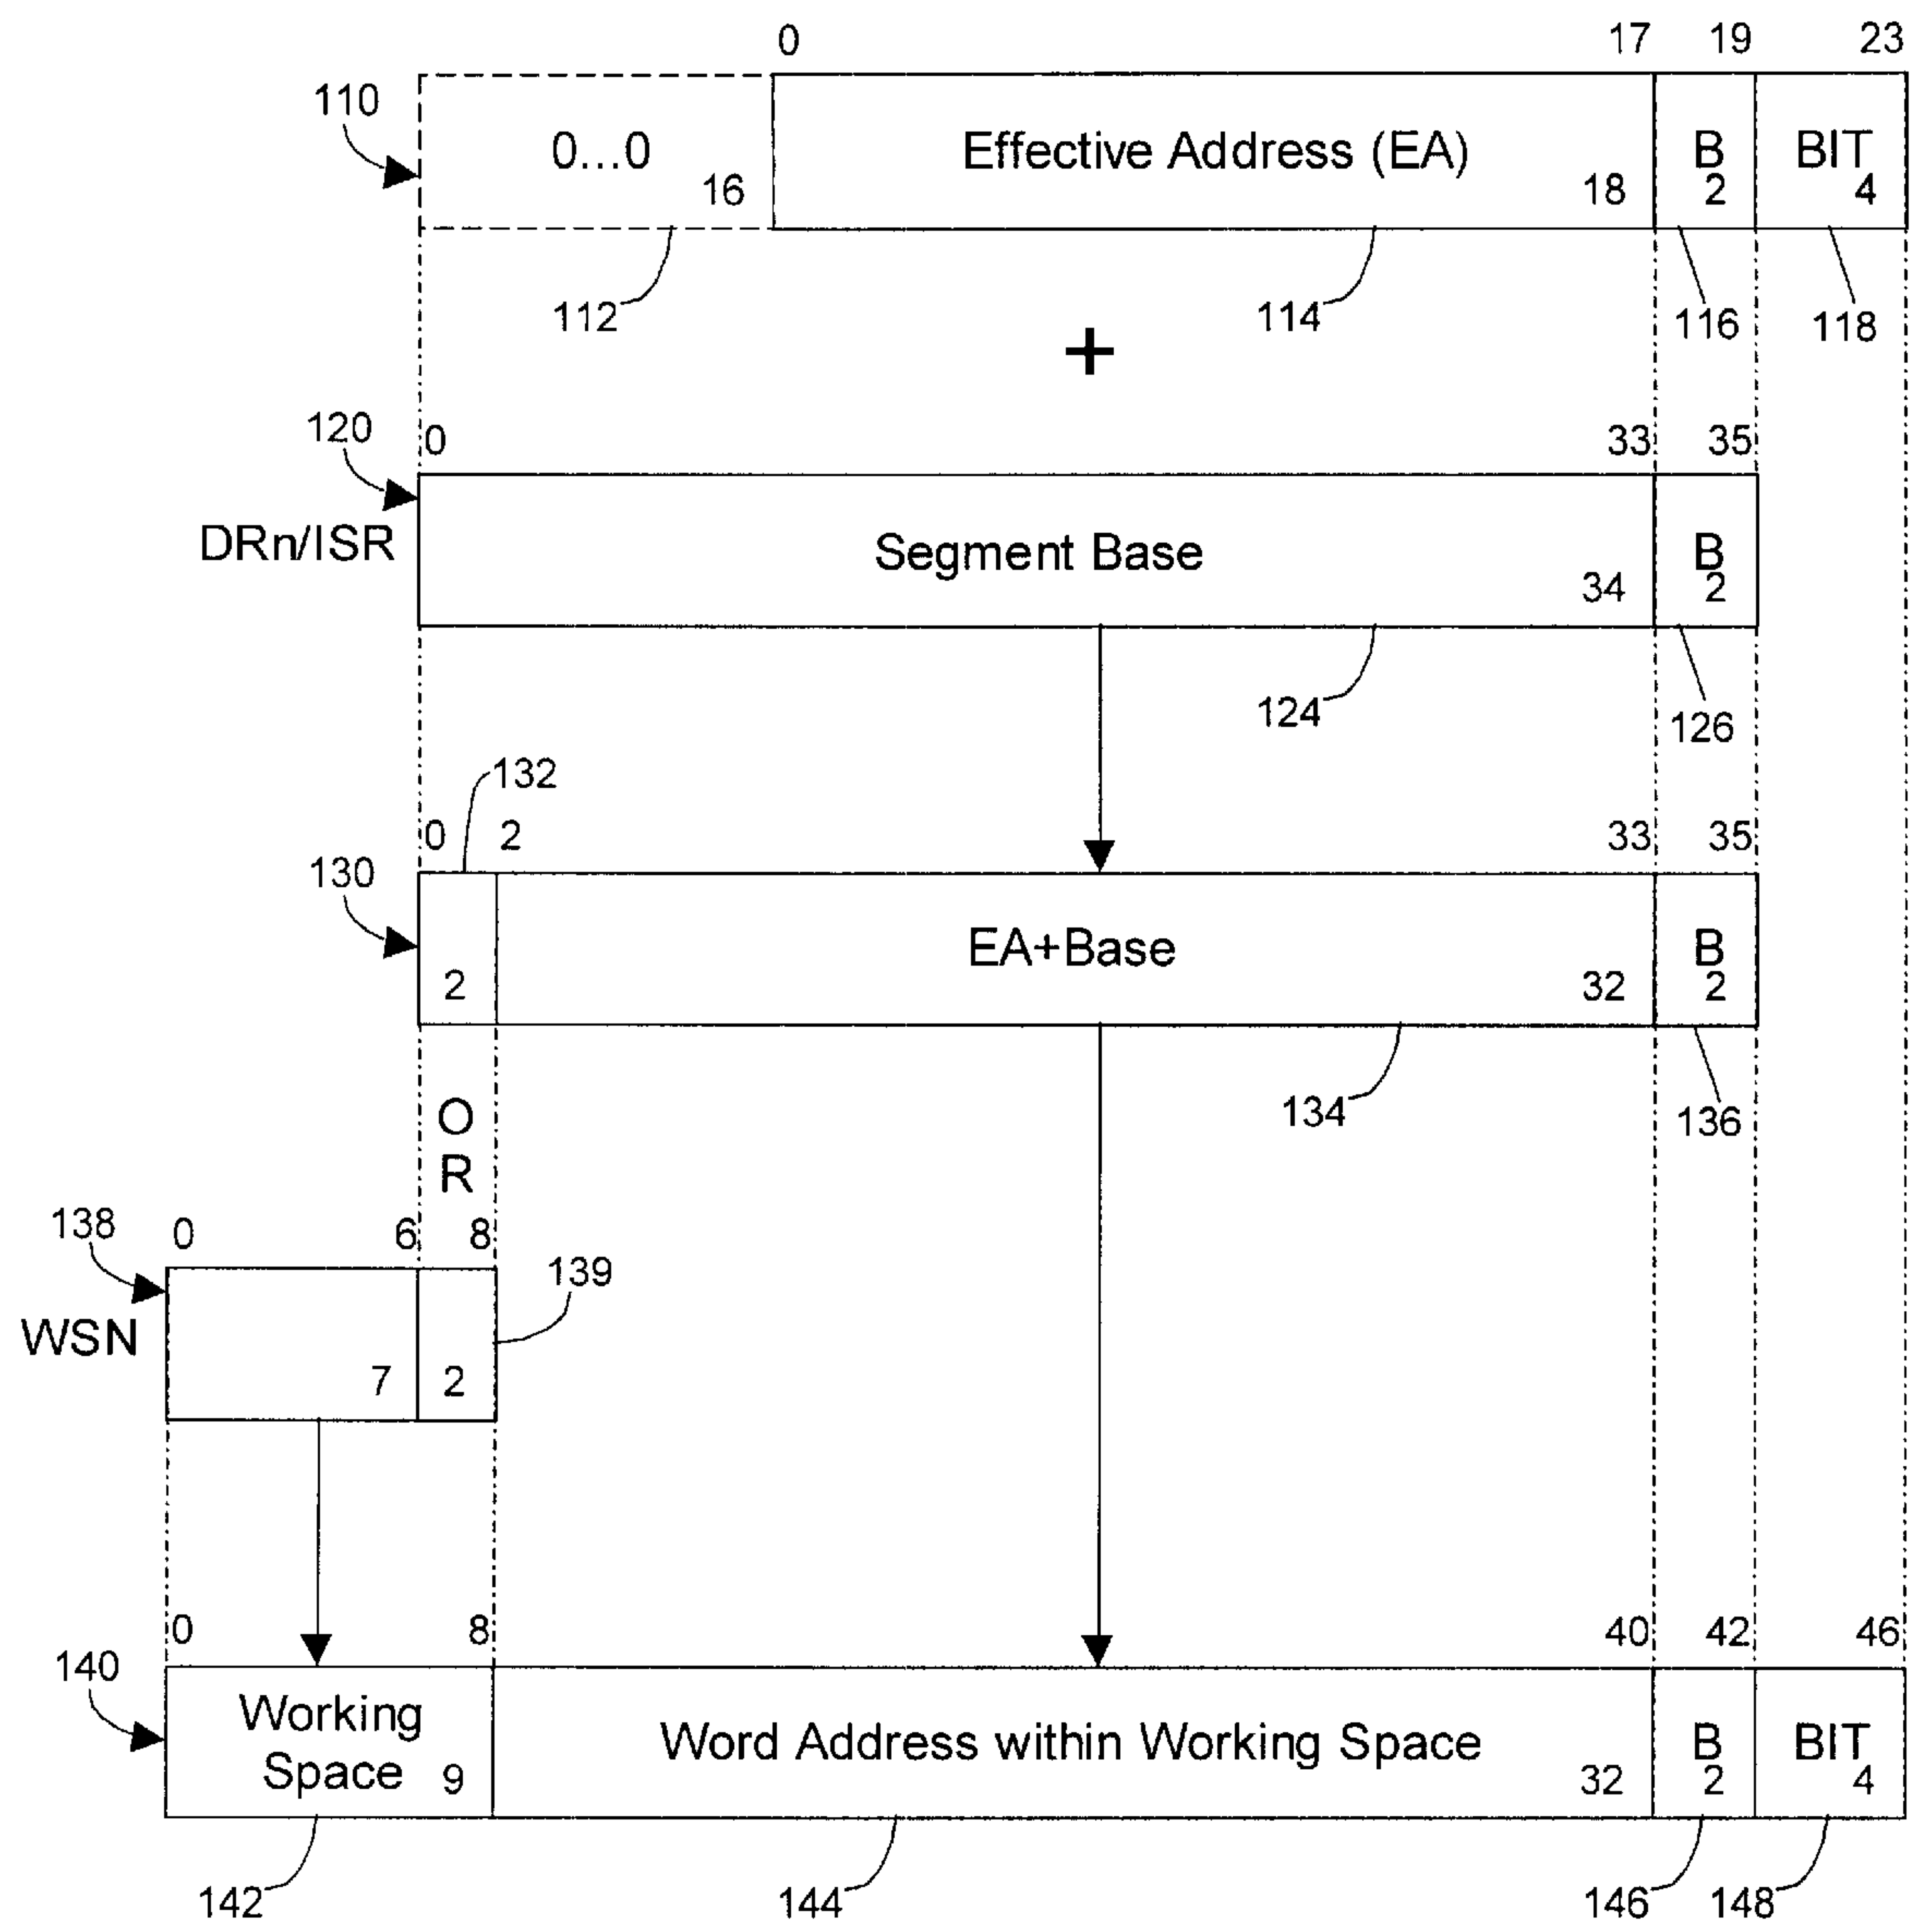 0 17 19 23
110
0...0 Effective Address (EA) B BIT
16 18 2 4
112 114 116 118
+
120 0 33 35
DRn/ISR Segment Base B
34 2
124 126
132
0 2 33 35
130
EA+Base B
2 32 2
134 136
O
R
138 0 6 8
139
WSN
7 2
0 8 40 42 46
140
Working
Space 9
Word Address within Working Space B BIT
32 2 4
142 144 146 148